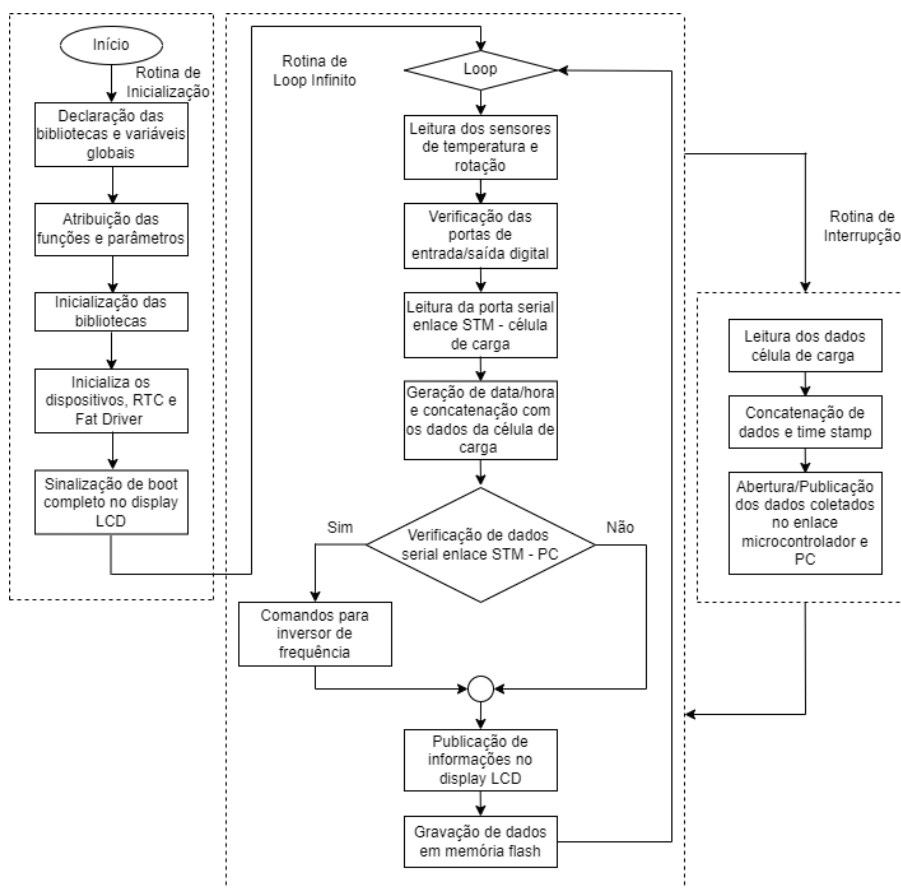 Início
Rotina de
Inicialização
Declaração das
bibliotecas e variáveis
globais
Atribuição das
funções e parâmetros
Inicialização das
bibliotecas
Inicializa os
dispositivos, RTC e
Fat Driver
Sinalização de boot
completo no display
LCD
Rotina de
Loop Infinito
Loop
Leitura dos sensores
de temperatura e
rotação
Verificação das
portas de
entrada/saída digital
Leitura da porta serial
enlace STM - célula
de carga
Geração de data/hora
e concatenação com
os dados da célula de
carga
Sim
Verificação de dados
serial enlace STM - PC
Não
Comandos para
inversor de
frequência
Publicação de
informações no
display LCD
Gravação de dados
em memória flash
Rotina de
Interrupção
Leitura dos dados
célula de carga
Concatenação de
dados e time stamp
Abertura/Publicação
dos dados coletados
no enlace
microcontrolador e
PC